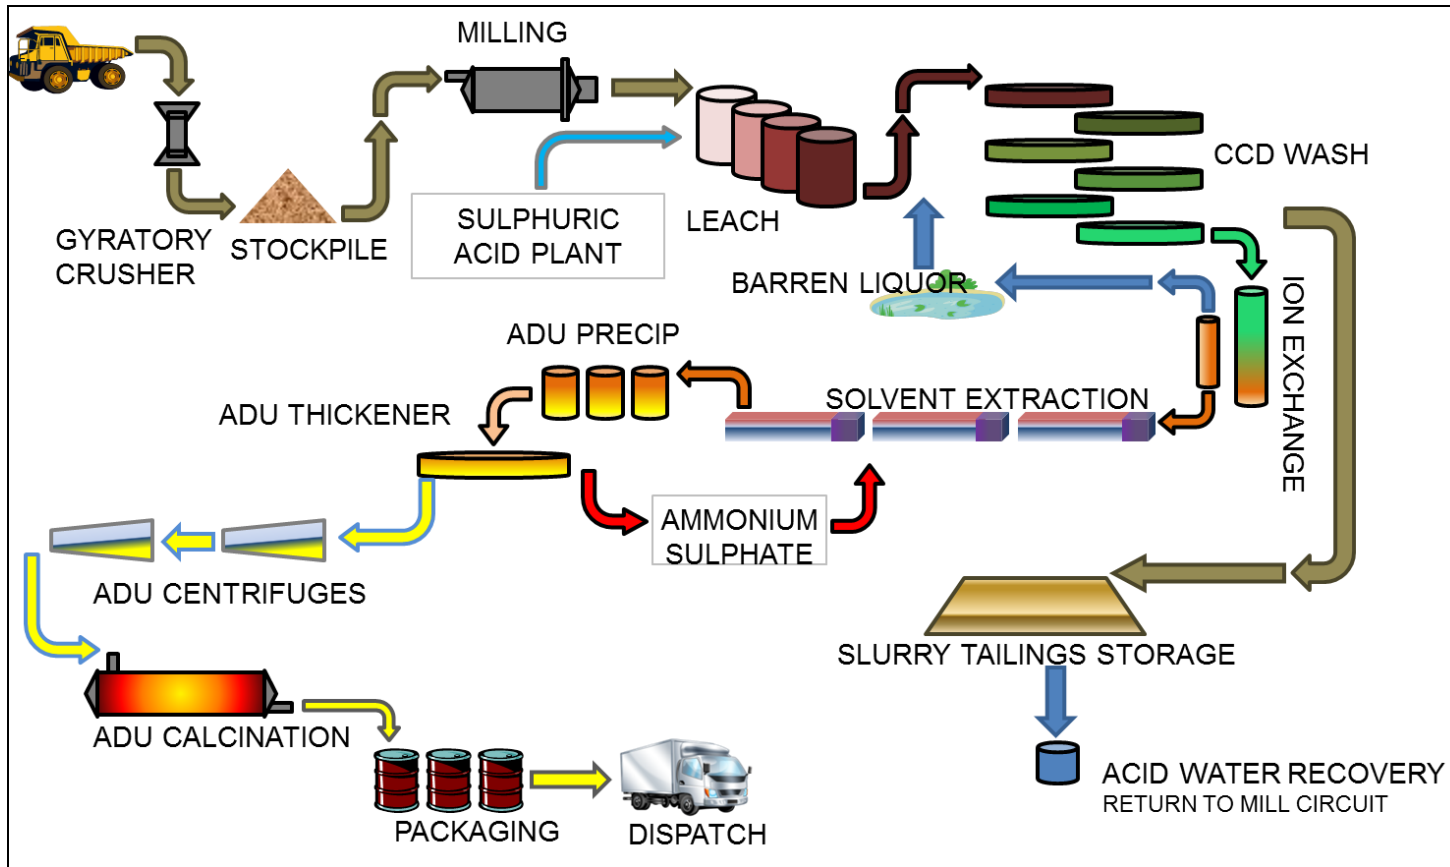 MILLING
GYRATORY
CRUSHER
STOCKPILE
SULPHURIC
ACID PLANT
LEACH
CCD WASH
BARREN LIQUOR
ION EXCHANGE
SOLVENT EXTRACTION
ADU PRECIP
ADU THICKENER
AMMONIUM
SULPHATE
ADU CENTRIFUGES
ADU CALCINATION
PACKAGING
DISPATCH
SLURRY TAILINGS STORAGE
ACID WATER RECOVERY
RETURN TO MILL CIRCUIT